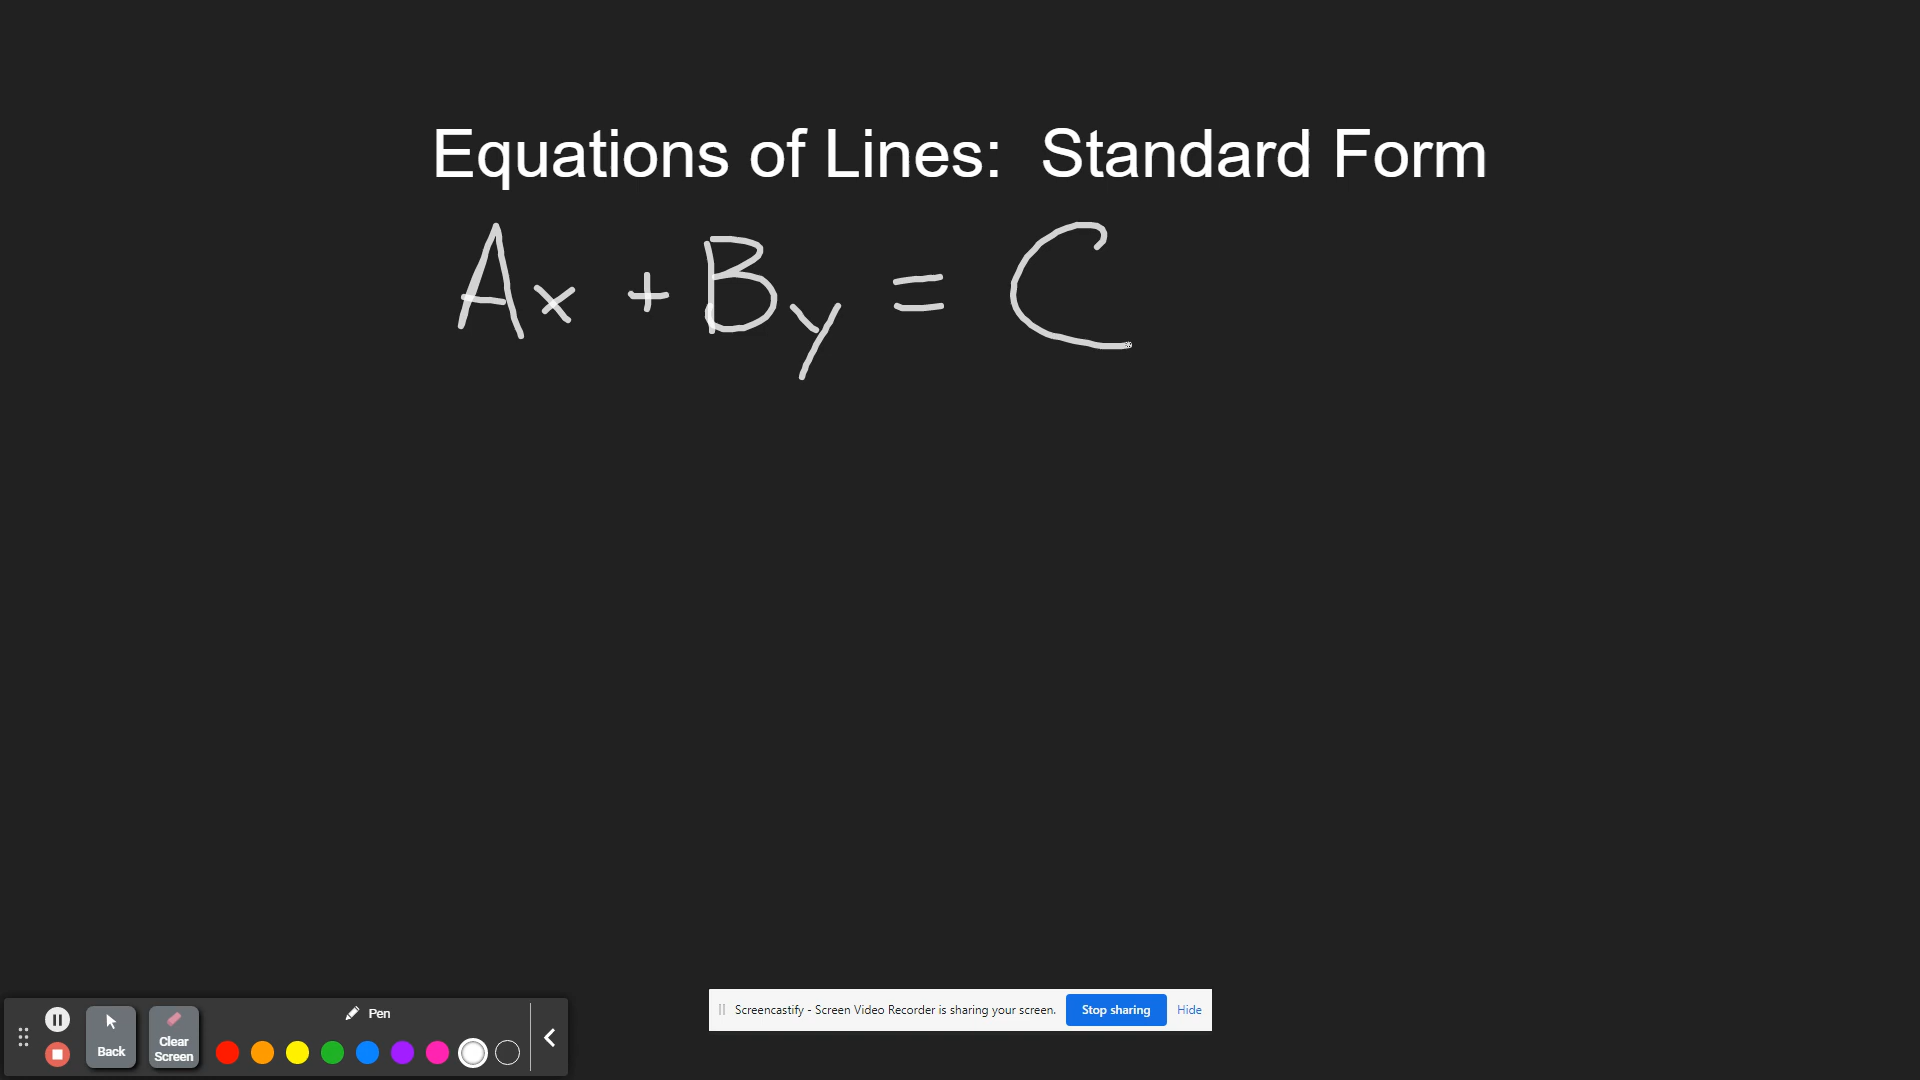 Equations of Lines: Standard Form
Ax + By = C
Pen
Back
Clear
Screen
Screencastify - Screen Video Recorder is sharing your screen. Stop sharing Hide